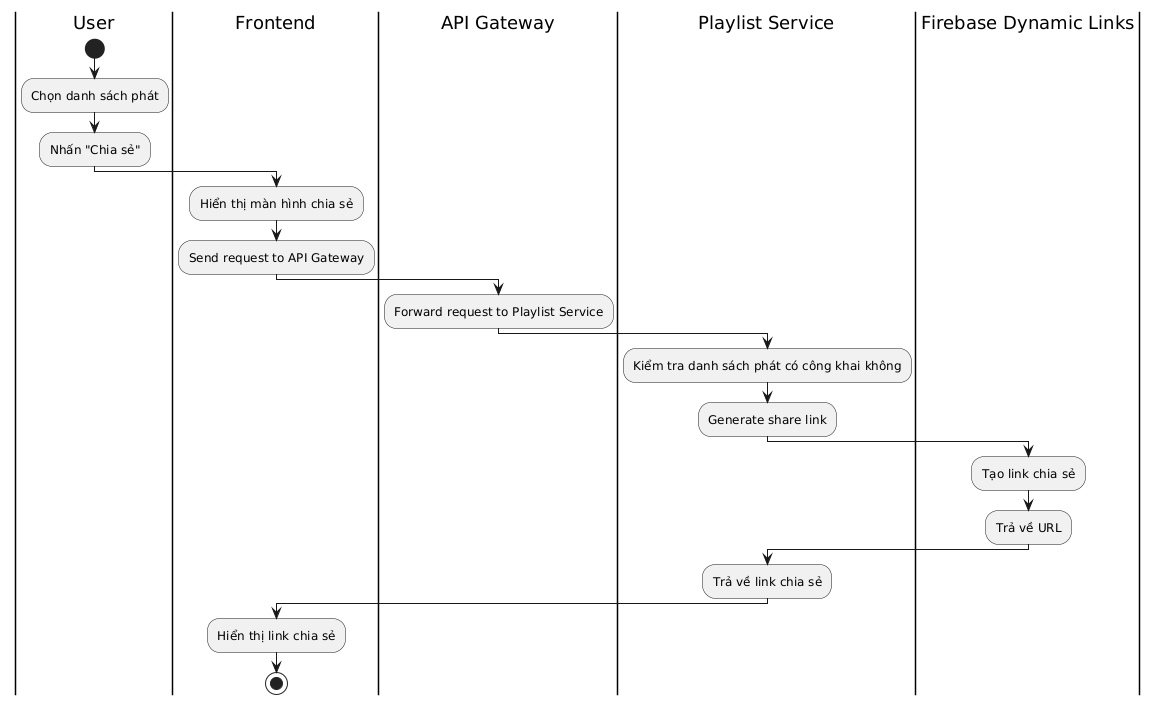 User
Frontend
API Gateway
Playlist Service
Firebase Dynamic Links
Chọn danh sách phát
Nhấn "Chia sẻ"
Hiển thị màn hình chia sẻ
Send request to API Gateway
Forward request to Playlist Service
Kiểm tra danh sách phát có công khai không
Generate share link
Tạo link chia sẻ
Trả về URL
Trả về link chia sẻ
Hiển thị link chia sẻ